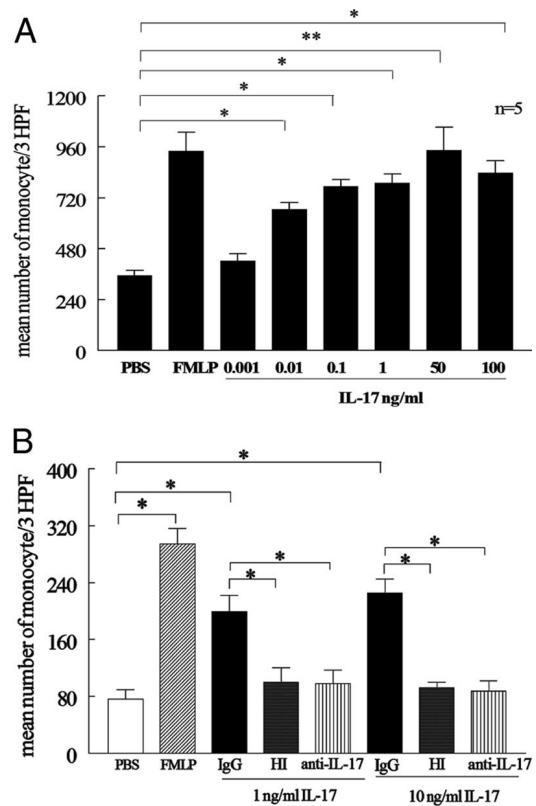 A
*
**
*
*
*
n=5
mean number of monocyte/3 HPF
1200
960
720
480
240
0
PBS FMLP 0.001 0.01 0.1 1 50 100
IL-17 ng/ml
B
*
*
*
*
*
*
*
mean number of monocyte/3 HPF
400
320
240
160
80
0
PBS FMLP IgG HI anti-IL-17 IgG HI anti-IL-17
1 ng/ml IL-17 10 ng/ml IL-17